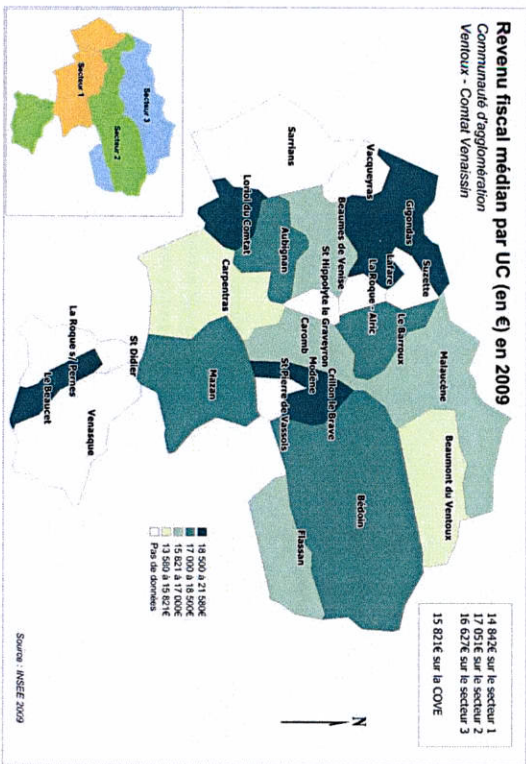 Revenu fiscal médian par UC (en €) en 2009
Communauté d'agglomération
Ventoux - Comtat Venaissin
14 842€ sur le secteur 1
17 051€ sur le secteur 2
16 627€ sur le secteur 3
15 821€ sur la COVE
N
Suzette
Gigondas
Lafare
Vacqueyras
La Roque - Alric
Le Barroux
Malaucène
Beaumont du Ventoux
Beaumes de Venise
St Hippolyte le Graveyron
Sarrians
Aubignan
Loriol du Comtat
Caromb
Modène
Crillon le Brave
St Pierre de Vassols
Bédoin
Flassan
Carpentras
Mazan
St Didier
La Roque s/ Pernes
Le Beaucet
Venasque
18 500 à 21 580€
17 000 à 18 500€
15 821 à 17 000€
13 580 à 15 821€
Pas de données
Secteur 3
Secteur 2
Secteur 1
Source : INSEE 2009